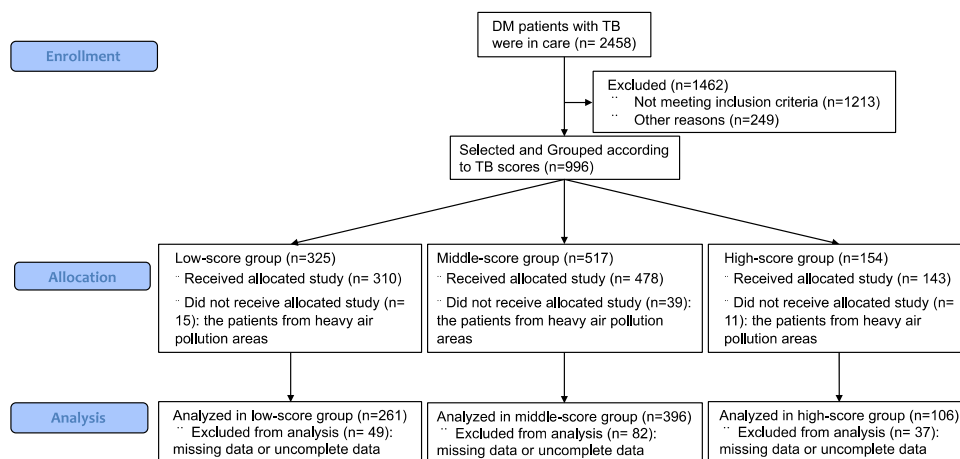 Enrollment
DM patients with TB
were in care (n= 2458)
Excluded (n=1462)
¨ Not meeting inclusion criteria (n=1213)
¨ Other reasons (n=249)
Selected and Grouped according
to TB scores (n=996)
Allocation
Low-score group (n=325)
¨ Received allocated study (n= 310)
¨ Did not receive allocated study (n=
15): the patients from heavy air
pollution areas
Middle-score group (n=517)
¨ Received allocated study (n= 478)
¨ Did not receive allocated study (n=39):
the patients from heavy air pollution
areas
High-score group (n=154)
¨ Received allocated study (n= 143)
¨ Did not receive allocated study (n=
11): the patients from heavy air
pollution areas
Analysis
Analyzed in low-score group (n=261)
¨ Excluded from analysis (n= 49):
missing data or uncomplete data
Analyzed in middle-score group (n=396)
¨ Excluded from analysis (n= 82):
missing data or uncomplete data
Analyzed in high-score group (n=106)
¨ Excluded from analysis (n= 37):
missing data or uncomplete data